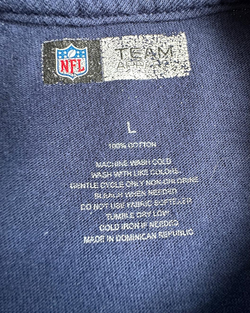 NFL
TEAM
L
100% COTTON
MACHINE WASH COLD
WASH WITH LIKE COLORS
GENTLE CYCLE ONLY NON-CHLORINE
BLEACH WHEN NEEDED
DO NOT USE FABRIC SOFTENER
TUMBLE DRY LOW
COLD IRON IF NEEDED
MADE IN DOMINICAN REPUBLIC